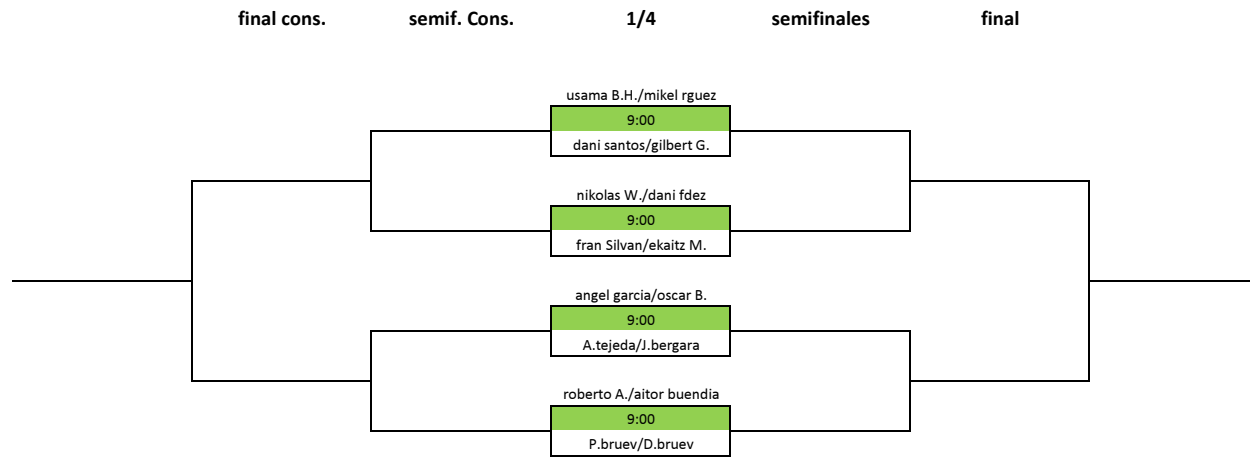 final cons. semif. Cons. 1/4 semifinales final
usama B.H./mikel rguez
9:00
dani santos/gilbert G.
nikolas W./dani fdez
9:00
fran Silvan/ekaitz M.
angel garcia/oscar B.
9:00
A.tejeda/J.bergara
roberto A./aitor buendia
9:00
P.bruev/D.bruev